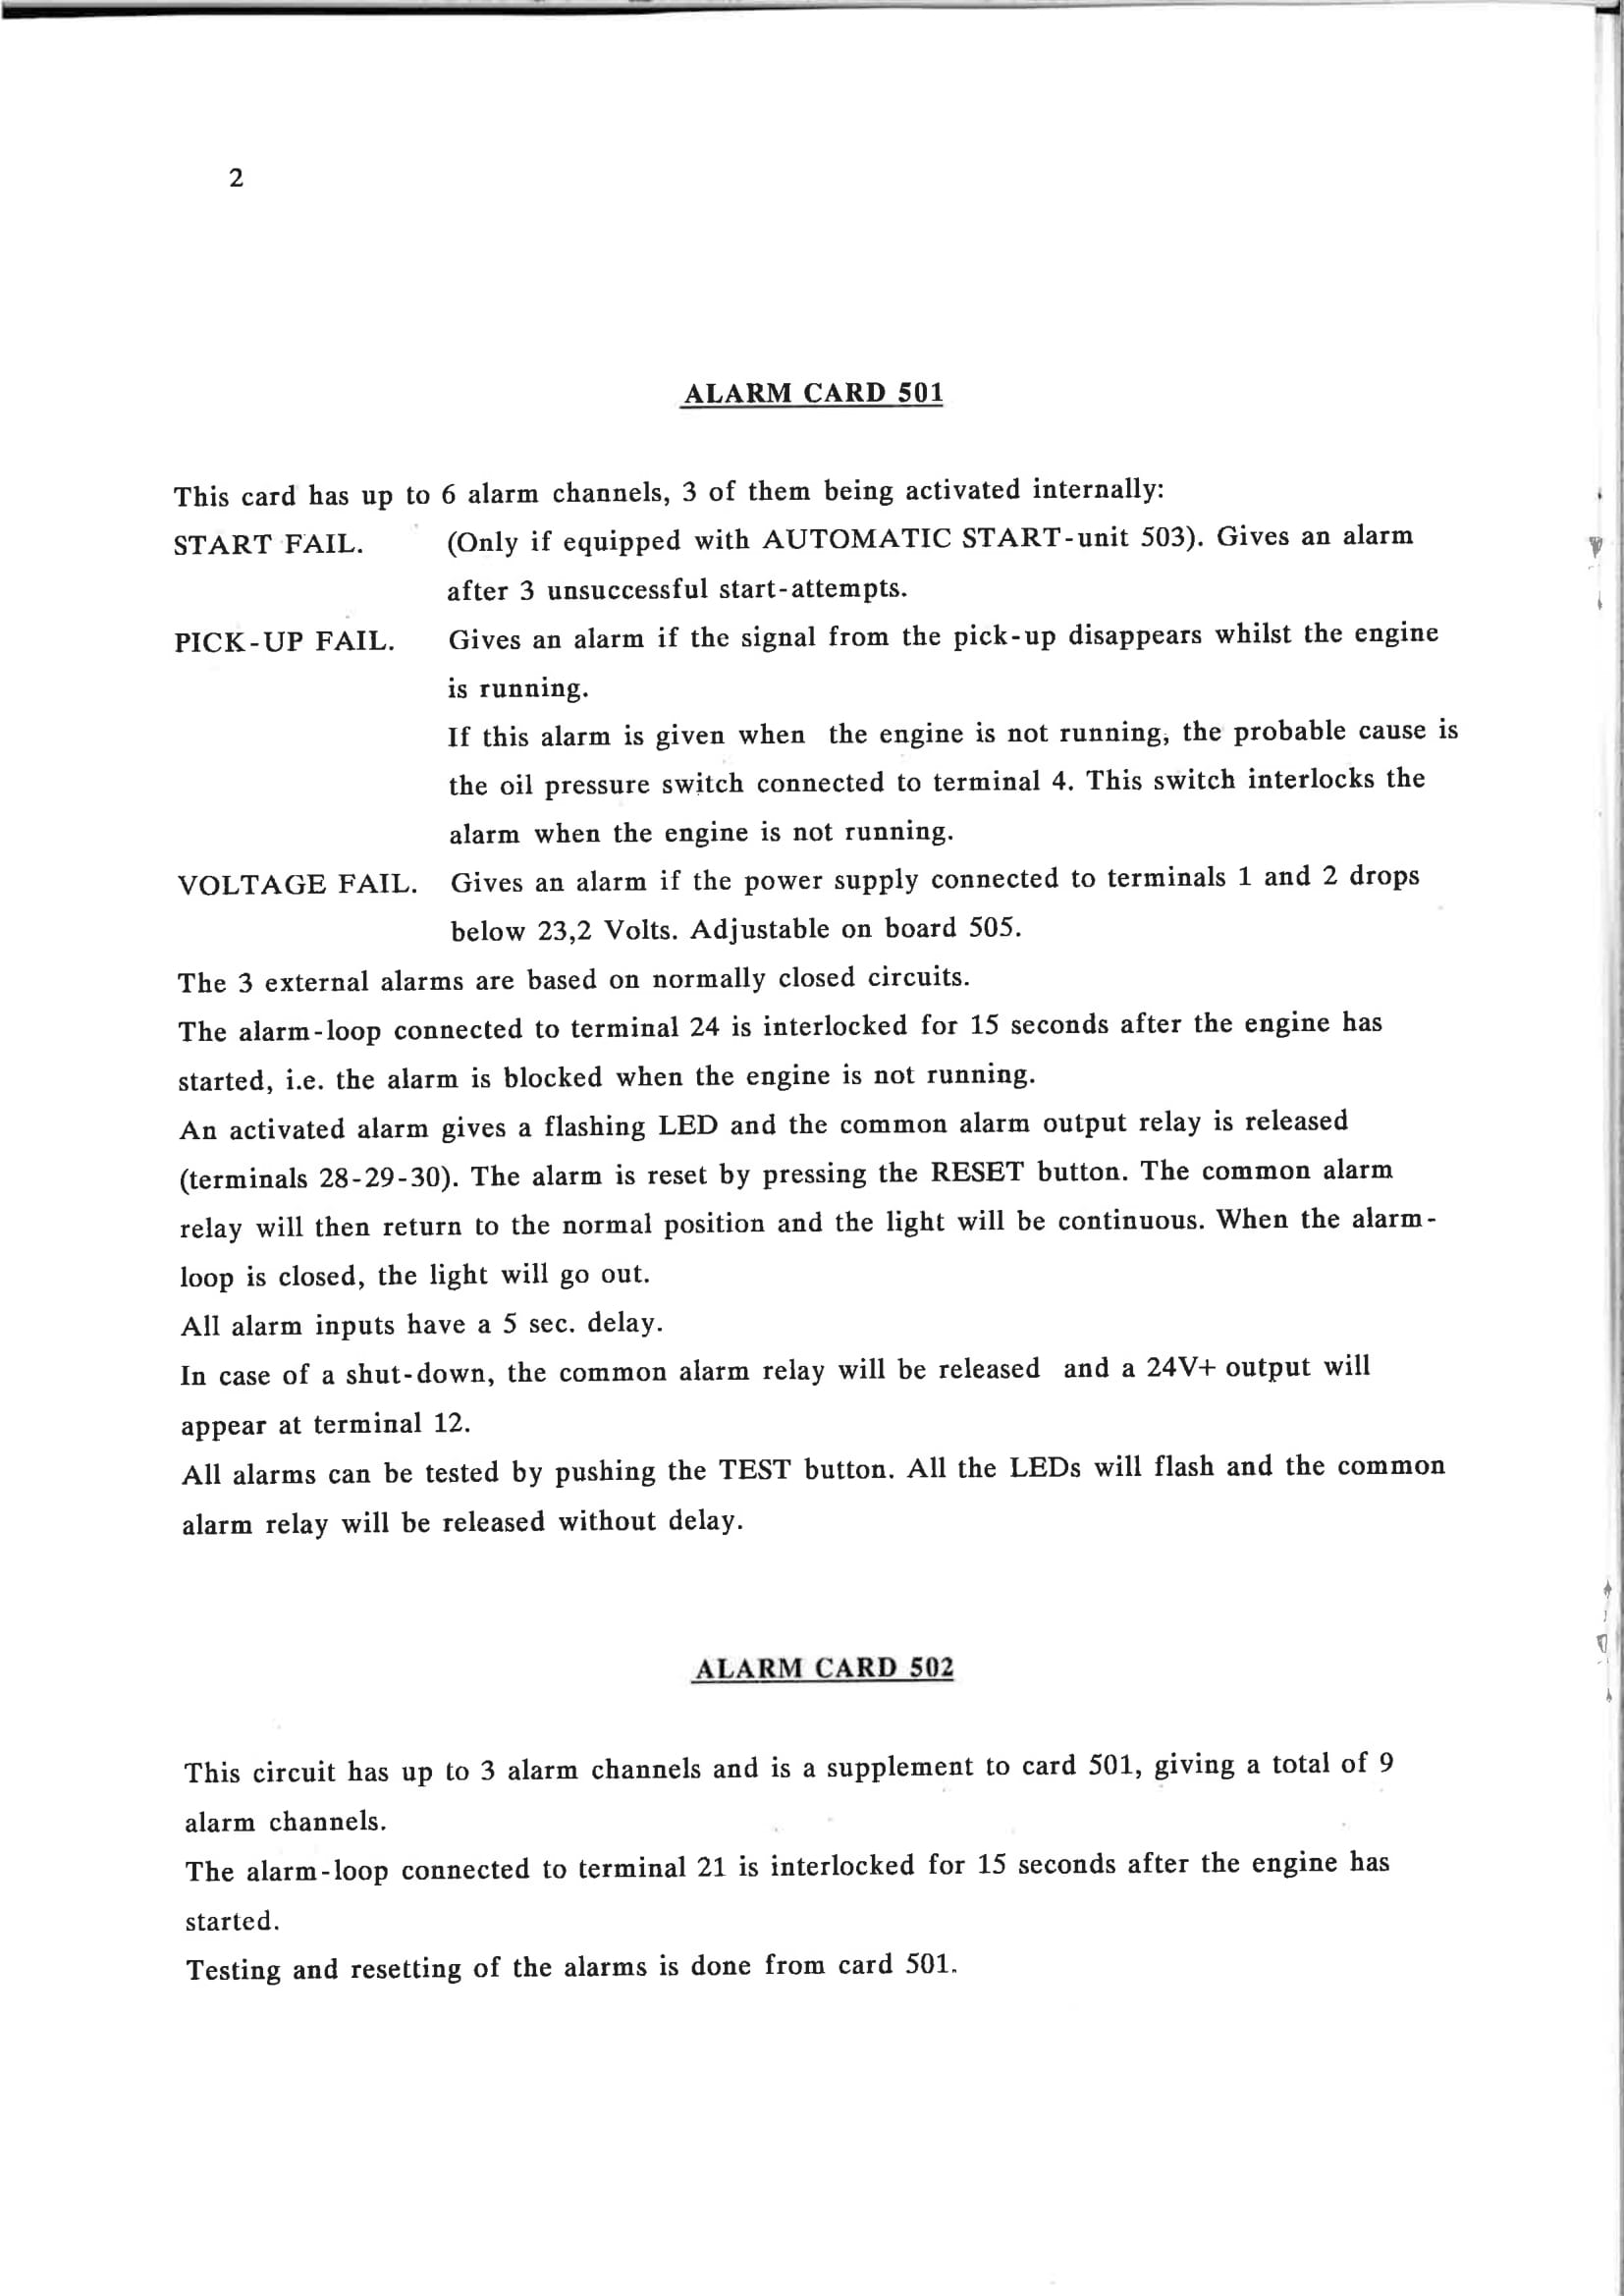 2
ALARM CARD 501
This card has up to 6 alarm channels, 3 of them being activated internally:
START FAIL. (Only if equipped with AUTOMATIC START-unit 503). Gives an alarm
after 3 unsuccessful start-attempts.
PICK-UP FAIL. Gives an alarm if the signal from the pick-up disappears whilst the engine
is running.
If this alarm is given when the engine is not running, the probable cause is
the oil pressure switch connected to terminal 4. This switch interlocks the
alarm when the engine is not running.
VOLTAGE FAIL. Gives an alarm if the power supply connected to terminals 1 and 2 drops
below 23,2 Volts. Adjustable on board 505.
The 3 external alarms are based on normally closed circuits.
The alarm-loop connected to terminal 24 is interlocked for 15 seconds after the engine has
started, i.e. the alarm is blocked when the engine is not running.
An activated alarm gives a flashing LED and the common alarm output relay is released
(terminals 28-29-30). The alarm is reset by pressing the RESET button. The common alarm
relay will then return to the normal position and the light will be continuous. When the alarm-
loop is closed, the light will go out.
All alarm inputs have a 5 sec. delay.
In case of a shut-down, the common alarm relay will be released and a 24V+ output will
appear at terminal 12.
All alarms can be tested by pushing the TEST button. All the LEDs will flash and the common
alarm relay will be released without delay.
ALARM CARD 502
This circuit has up to 3 alarm channels and is a supplement to card 501, giving a total of 9
alarm channels.
The alarm-loop connected to terminal 21 is interlocked for 15 seconds after the engine has
started.
Testing and resetting of the alarms is done from card 501.